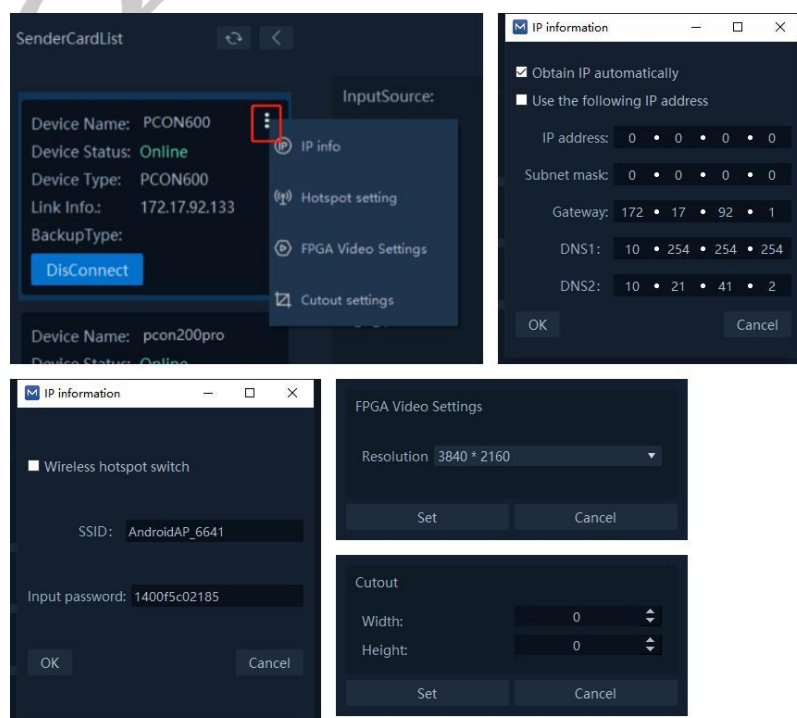 SenderCardList
InputSource:
Device Name: PCON600
Device Status: Online
Device Type: PCON600
Link Info.: 172.17.92.133
BackupType:
DisConnect
IP info
Hotspot setting
FPGA Video Settings
Cutout settings
Device Name: pcon200pro
Device Status: Online
IP information
Obtain IP automatically
Use the following IP address
IP address: 0 • 0 • 0 • 0
Subnet mask: 0 • 0 • 0 • 0
Gateway: 172 • 17 • 92 • 1
DNS1: 10 • 254 • 254 • 254
DNS2: 10 • 21 • 41 • 2
OK Cancel
IP information
Wireless hotspot switch
SSID: AndroidAP_6641
Input password: 1400f5c02185
OK Cancel
FPGA Video Settings
Resolution 3840 * 2160
Set Cancel
Cutout
Width: 0
Height: 0
Set Cancel